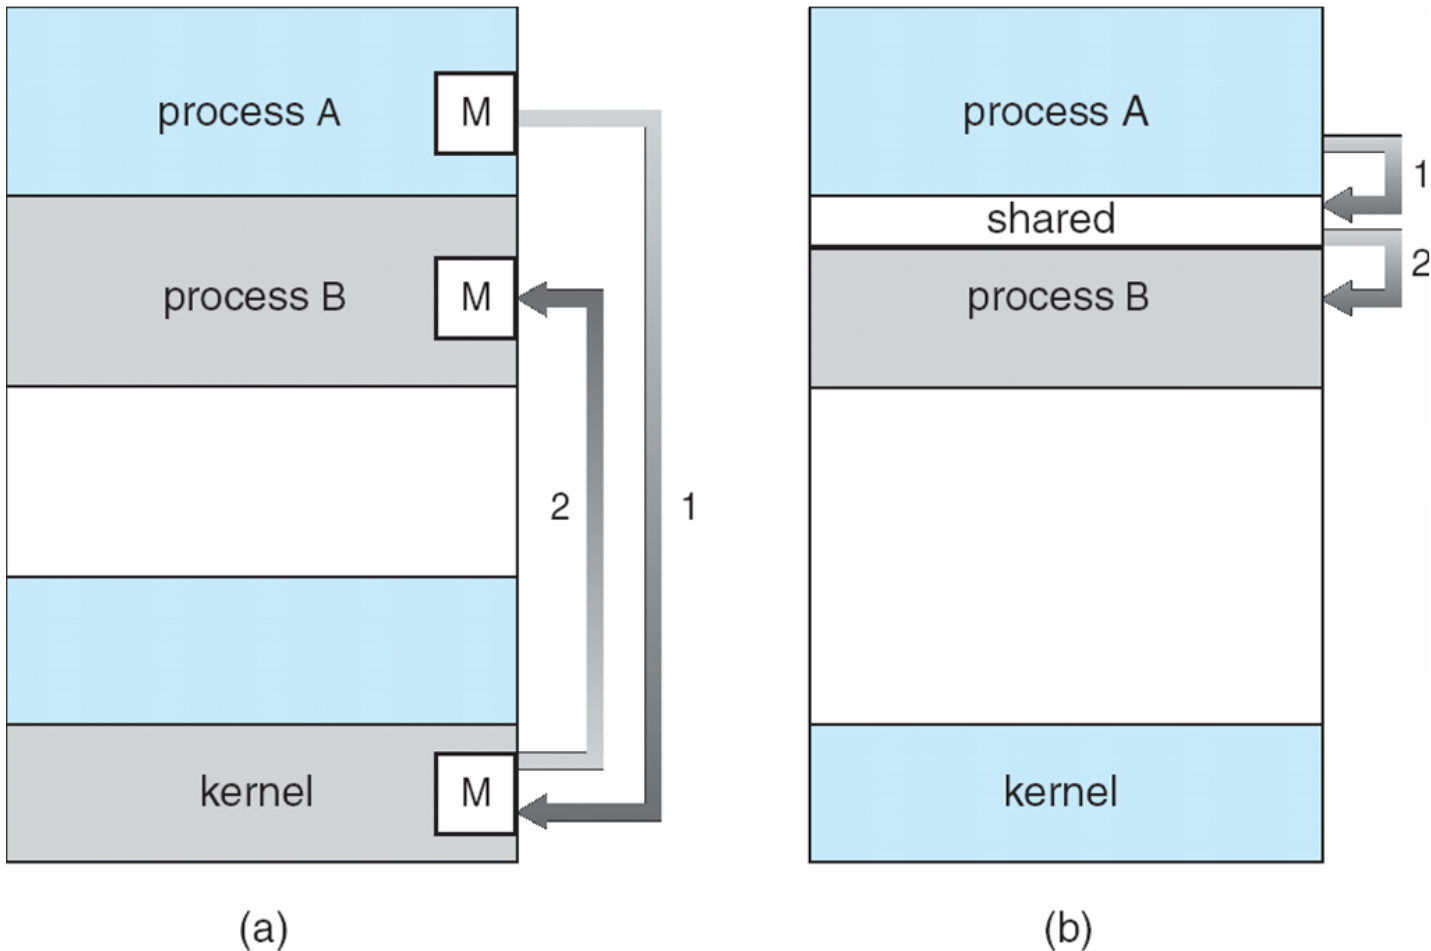 process A
M
process B
M
2
1
kernel
M
(a)
process A
1
shared
2
process B
kernel
(b)